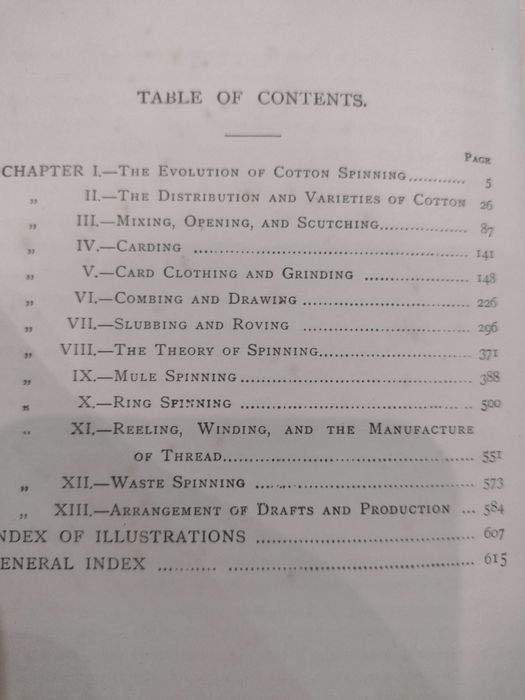 TABLE OF CONTENTS.
PAGE
CHAPTER I.—THE EVOLUTION OF COTTON SPINNING............ 5
„ II.—THE DISTRIBUTION AND VARIETIES OF COTTON 26
„ III.—MIXING, OPENING, AND SCUTCHING.................. 87
„ IV.—CARDING .......................................................... 141
„ V.—CARD CLOTHING AND GRINDING ...................... 148
„ VI.—COMBING AND DRAWING .................................. 226
„ VII.—SLUBBING AND ROVING .................................... 296
„ VIII.—THE THEORY OF SPINNING............................... 371
„ IX.—MULE SPINNING ................................................ 388
„ X.—RING SPINNING ................................................ 500
„ XI.—REELING, WINDING, AND THE MANUFACTURE
OF THREAD.................................................... 551
„ XII.—WASTE SPINNING ............................................. 573
„ XIII.—ARRANGEMENT OF DRAFTS AND PRODUCTION ... 584
NDEX OF ILLUSTRATIONS ............................................. 607
ENERAL INDEX .......... .................................................. 615